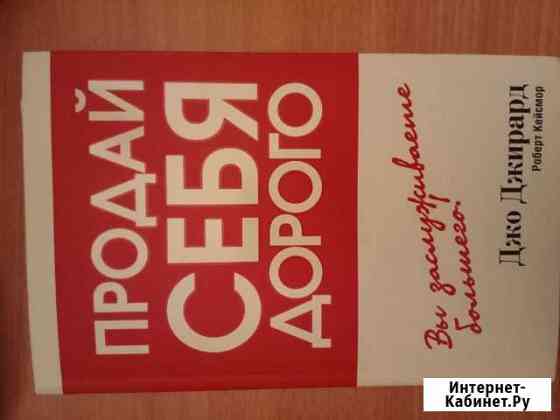 ПРОДАЙ
СЕБЯ
ДОРОГО
Вы заслуживаете
большего.
Джо Джирард
Роберт Кейсмор
Интернет-
Кабинет.Ру